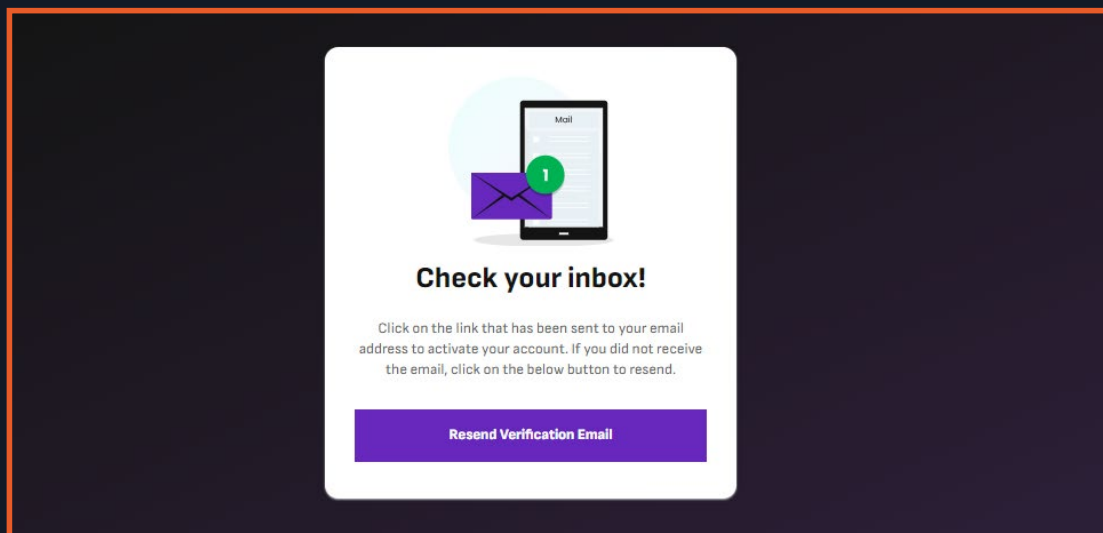 Mail
1
Check your inbox!
Click on the link that has been sent to your email
address to activate your account. If you did not receive
the email, click on the below button to resend.
Resend Verification Email